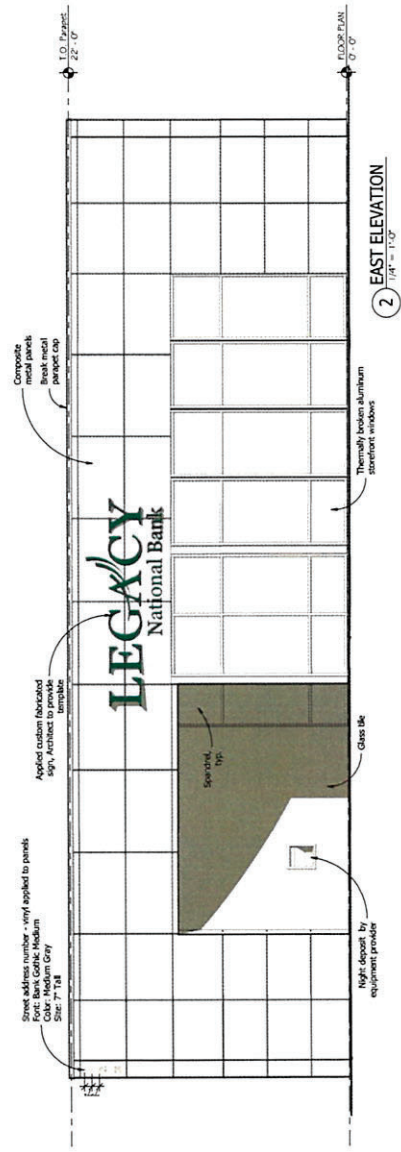 Street address number - vinyl applied to panels
Font: Bank Gothic Medium
Color: Medium Gray
Size: 7" Tall
Applied custom fabricated
sign, Architect to provide
template
Composite
metal panels
Break metal
parapet cap
T.O. Parapet
22' - 0"
LEGACY
National Bank
Spandrel,
typ.
Night deposit by
equipment provider
Glass tile
Thermally broken aluminum
storefront windows
FLOOR PLAN
0' - 0"
2 EAST ELEVATION
1/4" = 1'-0"